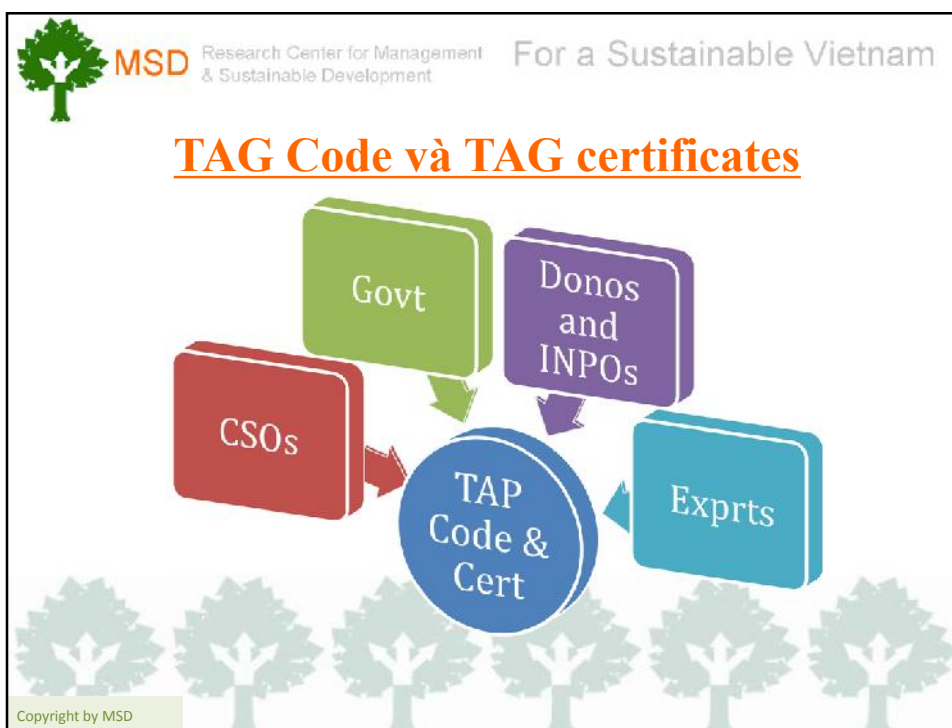 MSD
Research Center for Management
& Sustainable Development
For a Sustainable Vietnam
TAG Code và TAG certificates
Govt
Donos
and
INPOs
CSOs
Exprts
TAP
Code &
Cert
Copyright by MSD